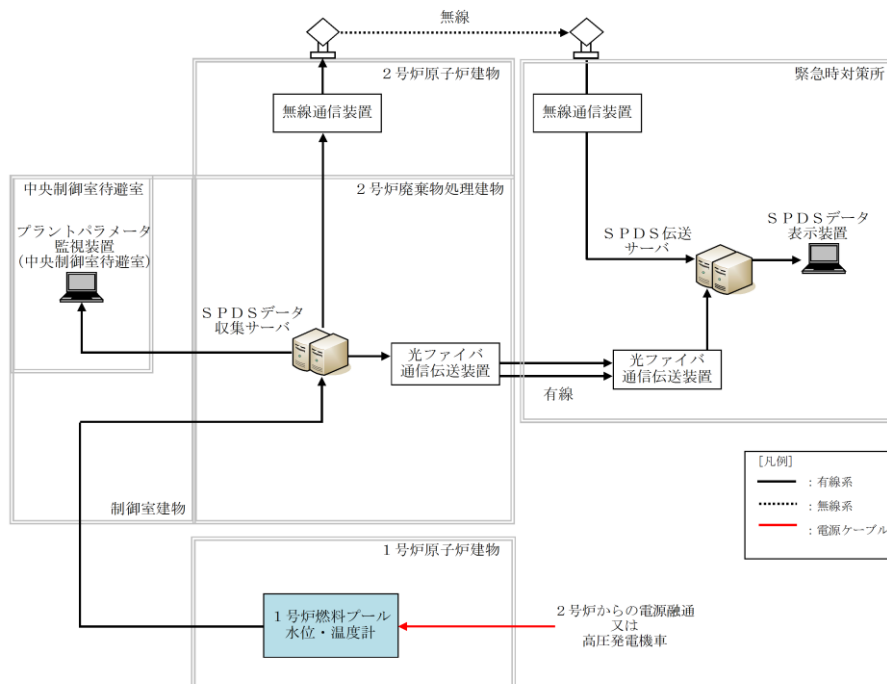 無線
２号炉原子炉建物
緊急時対策所
無線通信装置
無線通信装置
中央制御室待避室
２号炉廃棄物処理建物
プラントパラメータ
監視装置
(中央制御室待避室)
ＳＰＤＳ伝送
サーバ
ＳＰＤＳデータ
表示装置
ＳＰＤＳデータ
収集サーバ
光ファイバ
通信伝送装置
光ファイバ
通信伝送装置
有線
[凡例]
：有線系
：無線系
：電源ケーブル
制御室建物
１号炉原子炉建物
１号炉燃料プール
水位・温度計
２号炉からの電源融通
又は
高圧発電機車